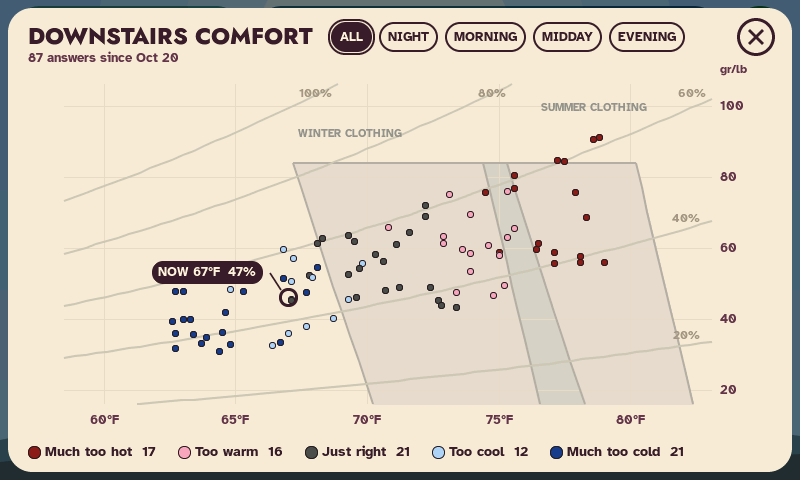 DOWNSTAIRS COMFORT
87 answers since Oct 20
ALL
NIGHT
MORNING
MIDDAY
EVENING
gr/lb
100%
80%
60%
SUMMER CLOTHING
100
WINTER CLOTHING
80
40%
60
NOW 67°F 47%
40
20%
20
60°F
65°F
70°F
75°F
80°F
Much too hot 17
Too warm 16
Just right 21
Too cool 12
Much too cold 21